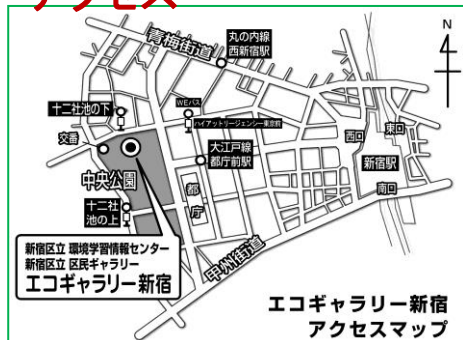 アクセス
N
丸の内線
西新宿駅
青梅街道
十二社池の下
WEバス
ハイアットリージェンシー東京前
交番
大江戸線
都庁前駅
西口
東口
新宿駅
中央公園
都庁
南口
十二社
池の上
甲州街道
新宿区立 環境学習情報センター
新宿区立 区民ギャラリー
エコギャラリー新宿
エコギャラリー新宿
アクセスマップ